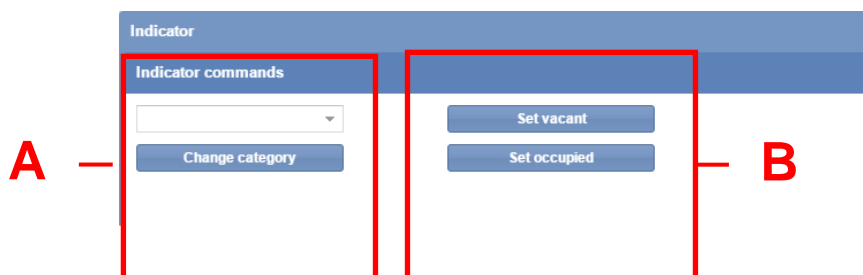 Indicator
Indicator commands
Set vacant
Change category
Set occupied
A
B